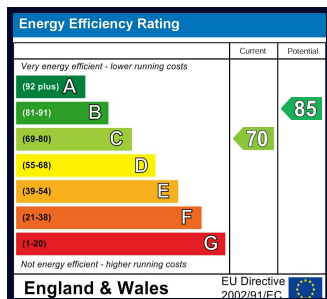 Energy Efficiency Rating
Current Potential
Very energy efficient - lower running costs
(92 plus) A
(81-91) B
85
(69-80) C
70
(55-68) D
(39-54) E
(21-38) F
(1-20) G
Not energy efficient - higher running costs
England & Wales
EU Directive
2002/91/EC